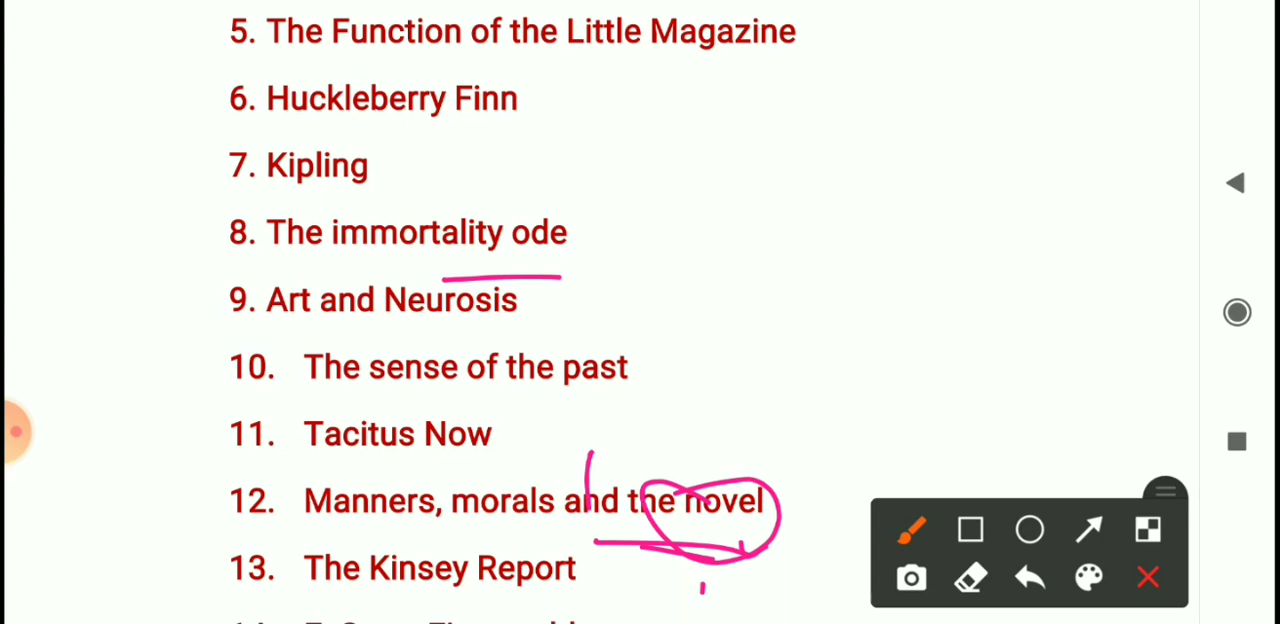 5. The Function of the Little Magazine
6. Huckleberry Finn
7. Kipling
8. The immortality ode
9. Art and Neurosis
10. The sense of the past
11. Tacitus Now
12. Manners, morals and the novel
13. The Kinsey Report